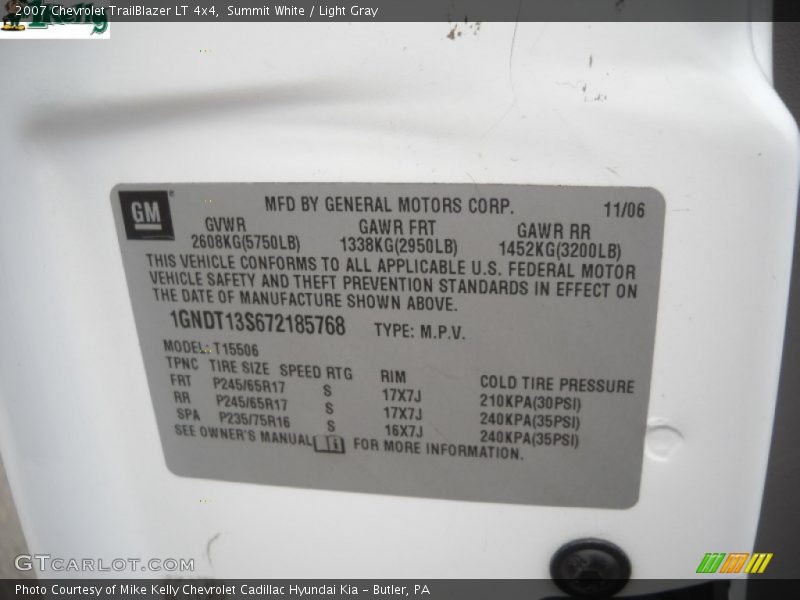 2007 Chevrolet TrailBlazer LT 4x4,  Summit White / Light Gray
GM
MFD BY GENERAL MOTORS CORP.
11/06
GVWR GAWR FRT GAWR RR
2608KG(5750LB) 1338KG(2950LB) 1452KG(3200LB)
THIS VEHICLE CONFORMS TO ALL APPLICABLE U.S. FEDERAL MOTOR
VEHICLE SAFETY AND THEFT PREVENTION STANDARDS IN EFFECT ON
THE DATE OF MANUFACTURE SHOWN ABOVE.
1GNDT13S672185768 TYPE: M.P.V.
MODEL: T15506
TPNC TIRE SIZE SPEED RTG RIM COLD TIRE PRESSURE
FRT P245/65R17 S 17X7J 210KPA(30PSI)
RR P245/65R17 S 17X7J 240KPA(35PSI)
SPA P235/75R16 S 16X7J 240KPA(35PSI)
SEE OWNER'S MANUAL FOR MORE INFORMATION.
GTCARLOT.COM
Photo Courtesy of Mike Kelly Chevrolet Cadillac Hyundai Kia - Butler, PA